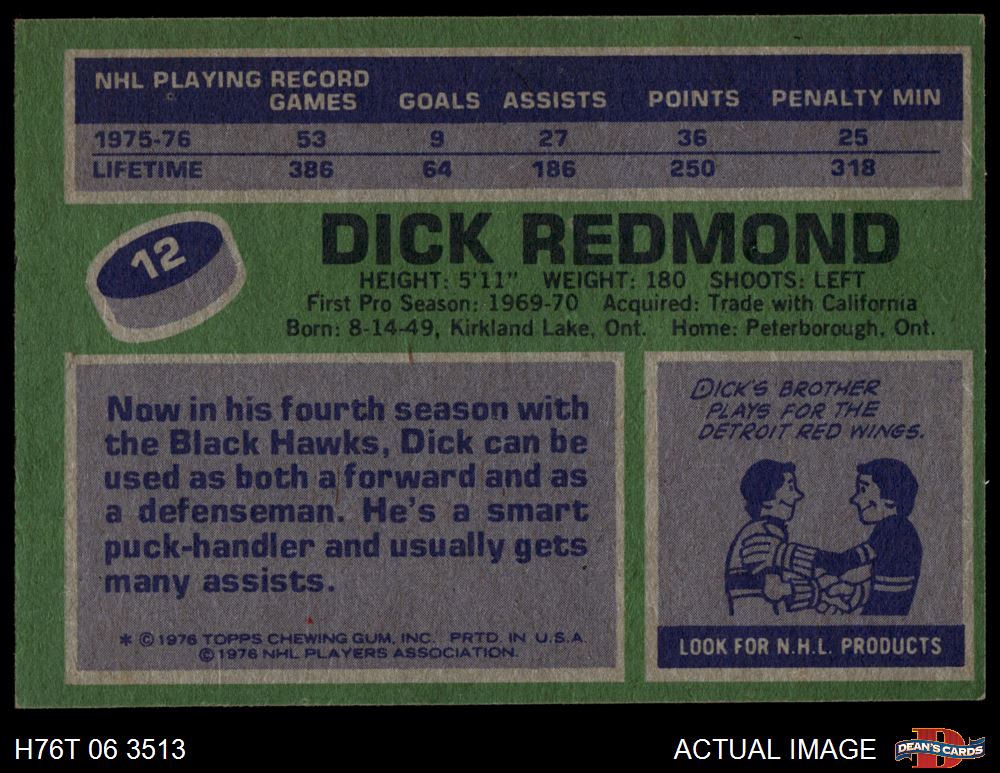 NHL PLAYING RECORD
GAMES GOALS ASSISTS POINTS PENALTY MIN
1975-76 53 9 27 36 25
LIFETIME 386 64 186 250 318
12
DICK REDMOND
HEIGHT: 5'11" WEIGHT: 180 SHOOTS: LEFT
First Pro Season: 1969-70 Acquired: Trade with California
Born: 8-14-49, Kirkland Lake, Ont. Home: Peterborough, Ont.
Now in his fourth season with
the Black Hawks, Dick can be
used as both a forward and as
a defenseman. He's a smart
puck-handler and usually gets
many assists.
* © 1976 TOPPS CHEWING GUM, INC. PRTD. IN U.S.A.
© 1976 NHL PLAYERS ASSOCIATION.
DICK'S BROTHER
PLAYS FOR THE
DETROIT RED WINGS.
LOOK FOR N.H.L. PRODUCTS
H76T 06 3513
ACTUAL IMAGE
D
DEAN'S CARDS